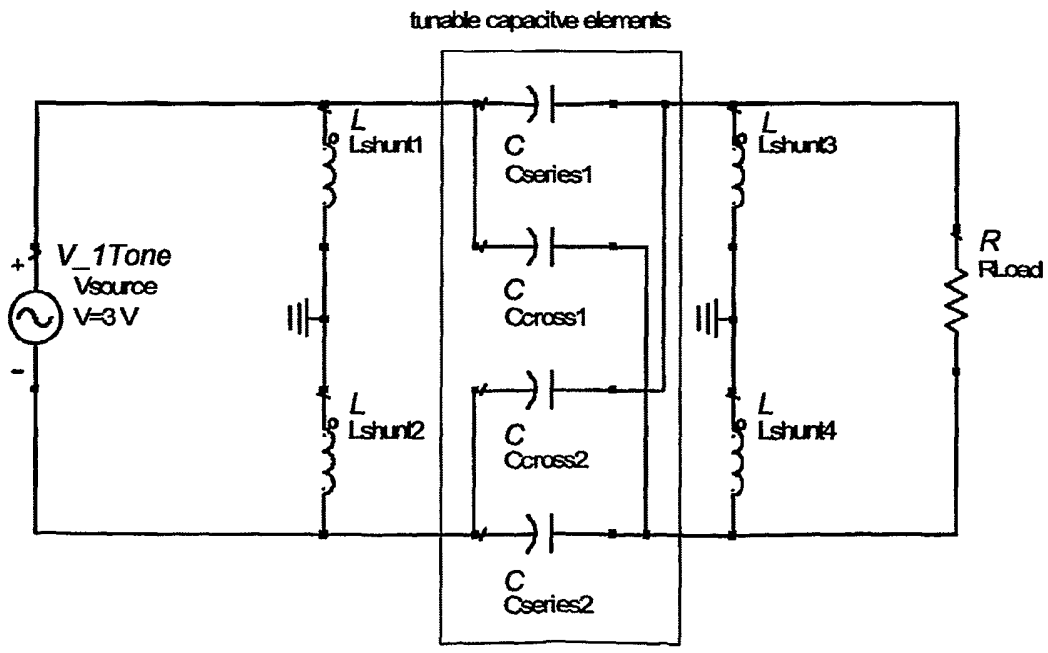 tunable capacitve elements
L
Lshunt1
C
Cseries1
L
Lshunt3
+
V_1Tone
Vsource
V=3 V
-
C
Ccross1
R
RLoad
L
Lshunt2
C
Ccross2
L
Lshunt4
C
Cseries2